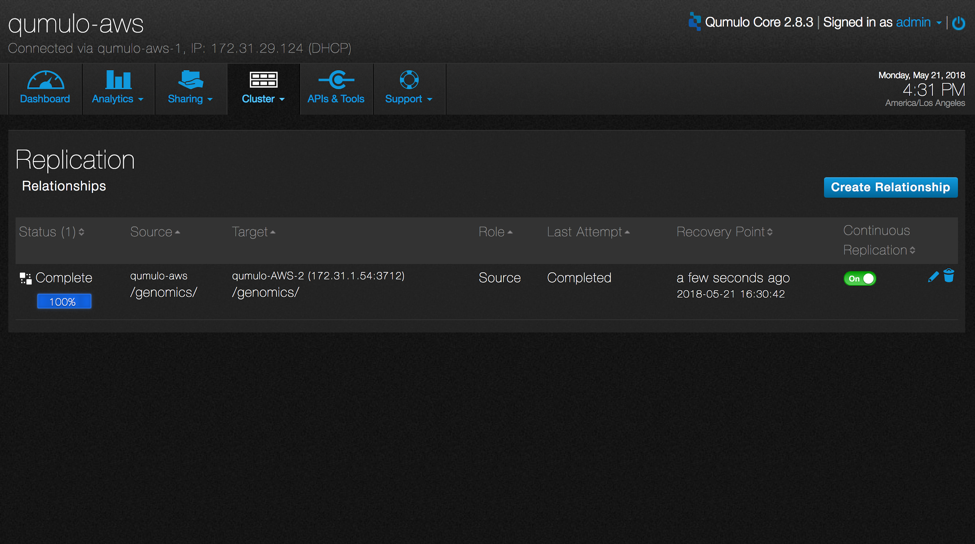 qumulo-aws
Qumulo Core 2.8.3 | Signed in as admin
Connected via qumulo-aws-1, IP: 172.31.29.124 (DHCP)
Dashboard
Analytics
Sharing
Cluster
APIs & Tools
Support
Monday, May 21, 2018
4:31 PM
America/Los Angeles
Replication
Relationships
Create Relationship
Status (1)
Source
Target
Role
Last Attempt
Recovery Point
Continuous
Replication
Complete
100%
qumulo-aws
/genomics/
qumulo-AWS-2 (172.31.1.54:3712)
/genomics/
Source
Completed
a few seconds ago
2018-05-21 16:30:42
On